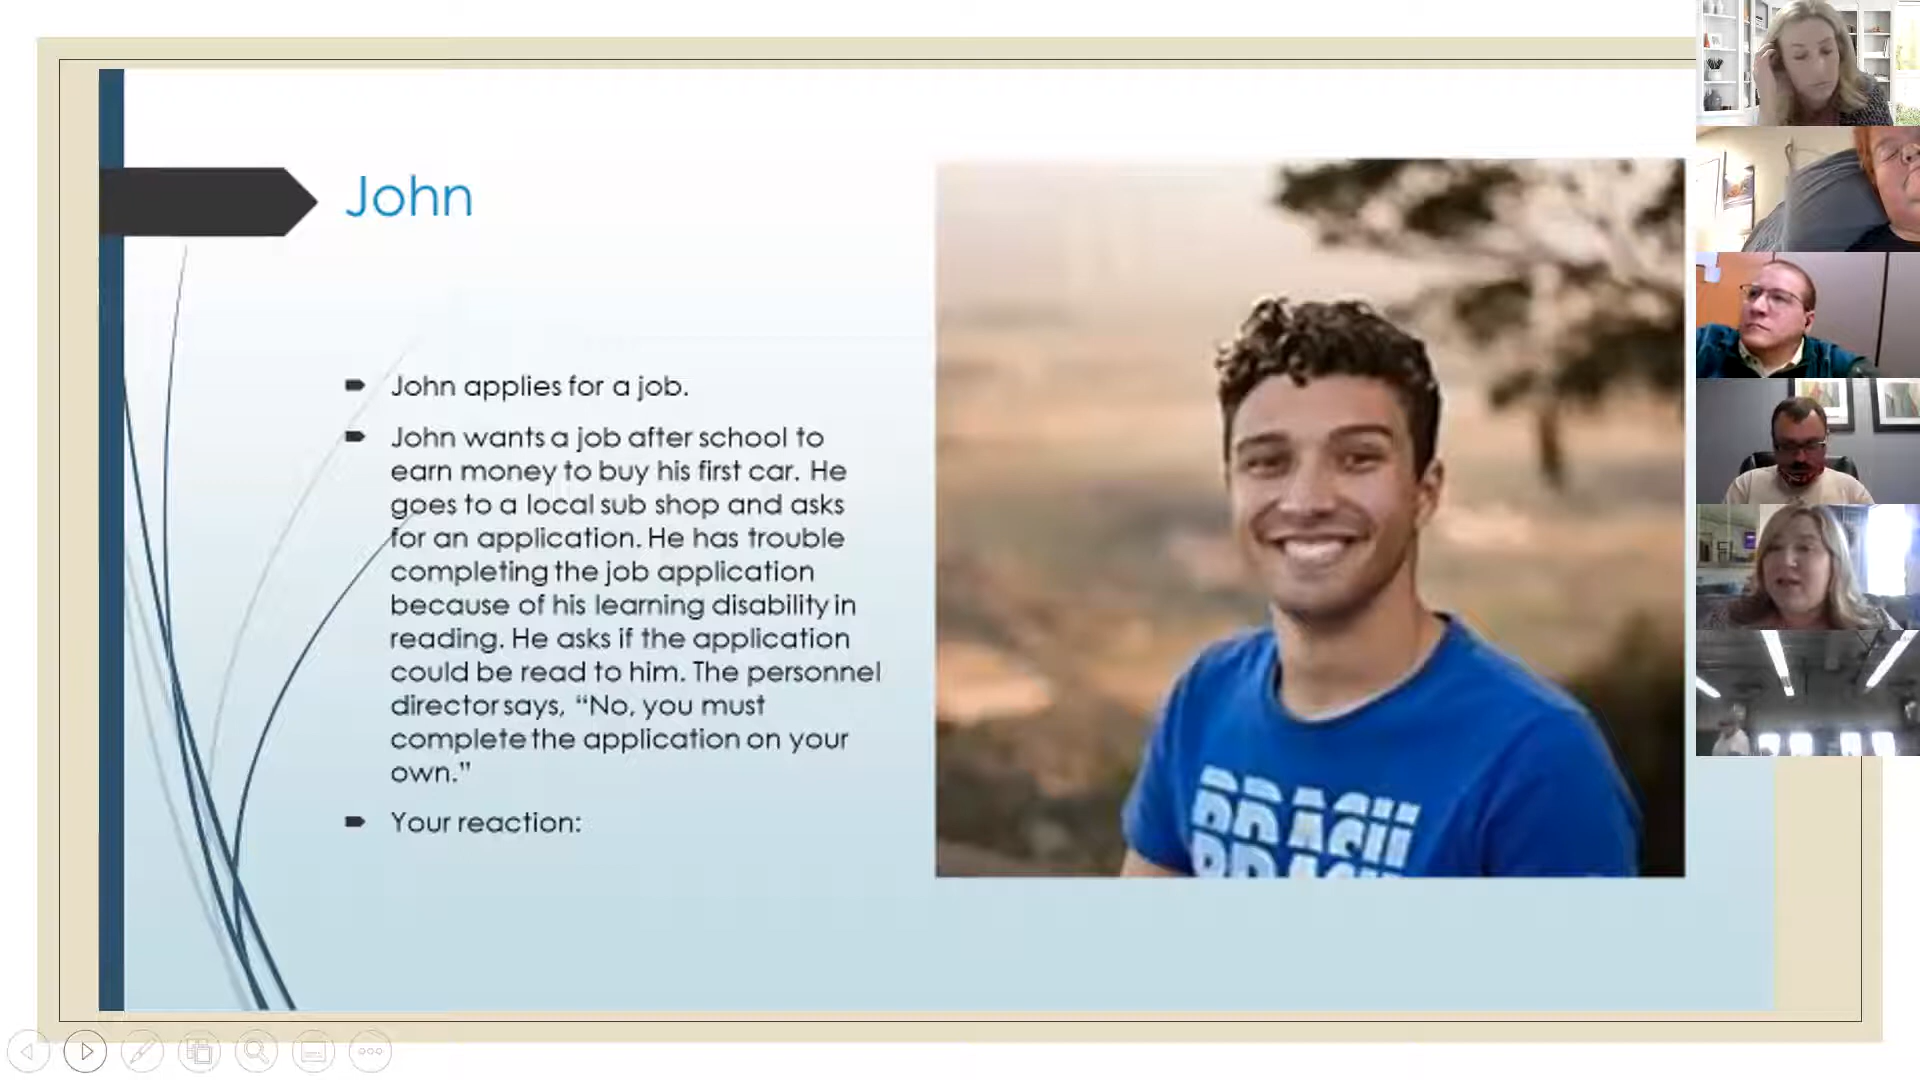 John
John applies for a job.
John wants a job after school to
earn money to buy his first car. He
goes to a local sub shop and asks
for an application. He has trouble
completing the job application
because of his learning disability in
reading. He asks if the application
could be read to him. The personnel
director says, “No, you must
complete the application on your
own.”
Your reaction: